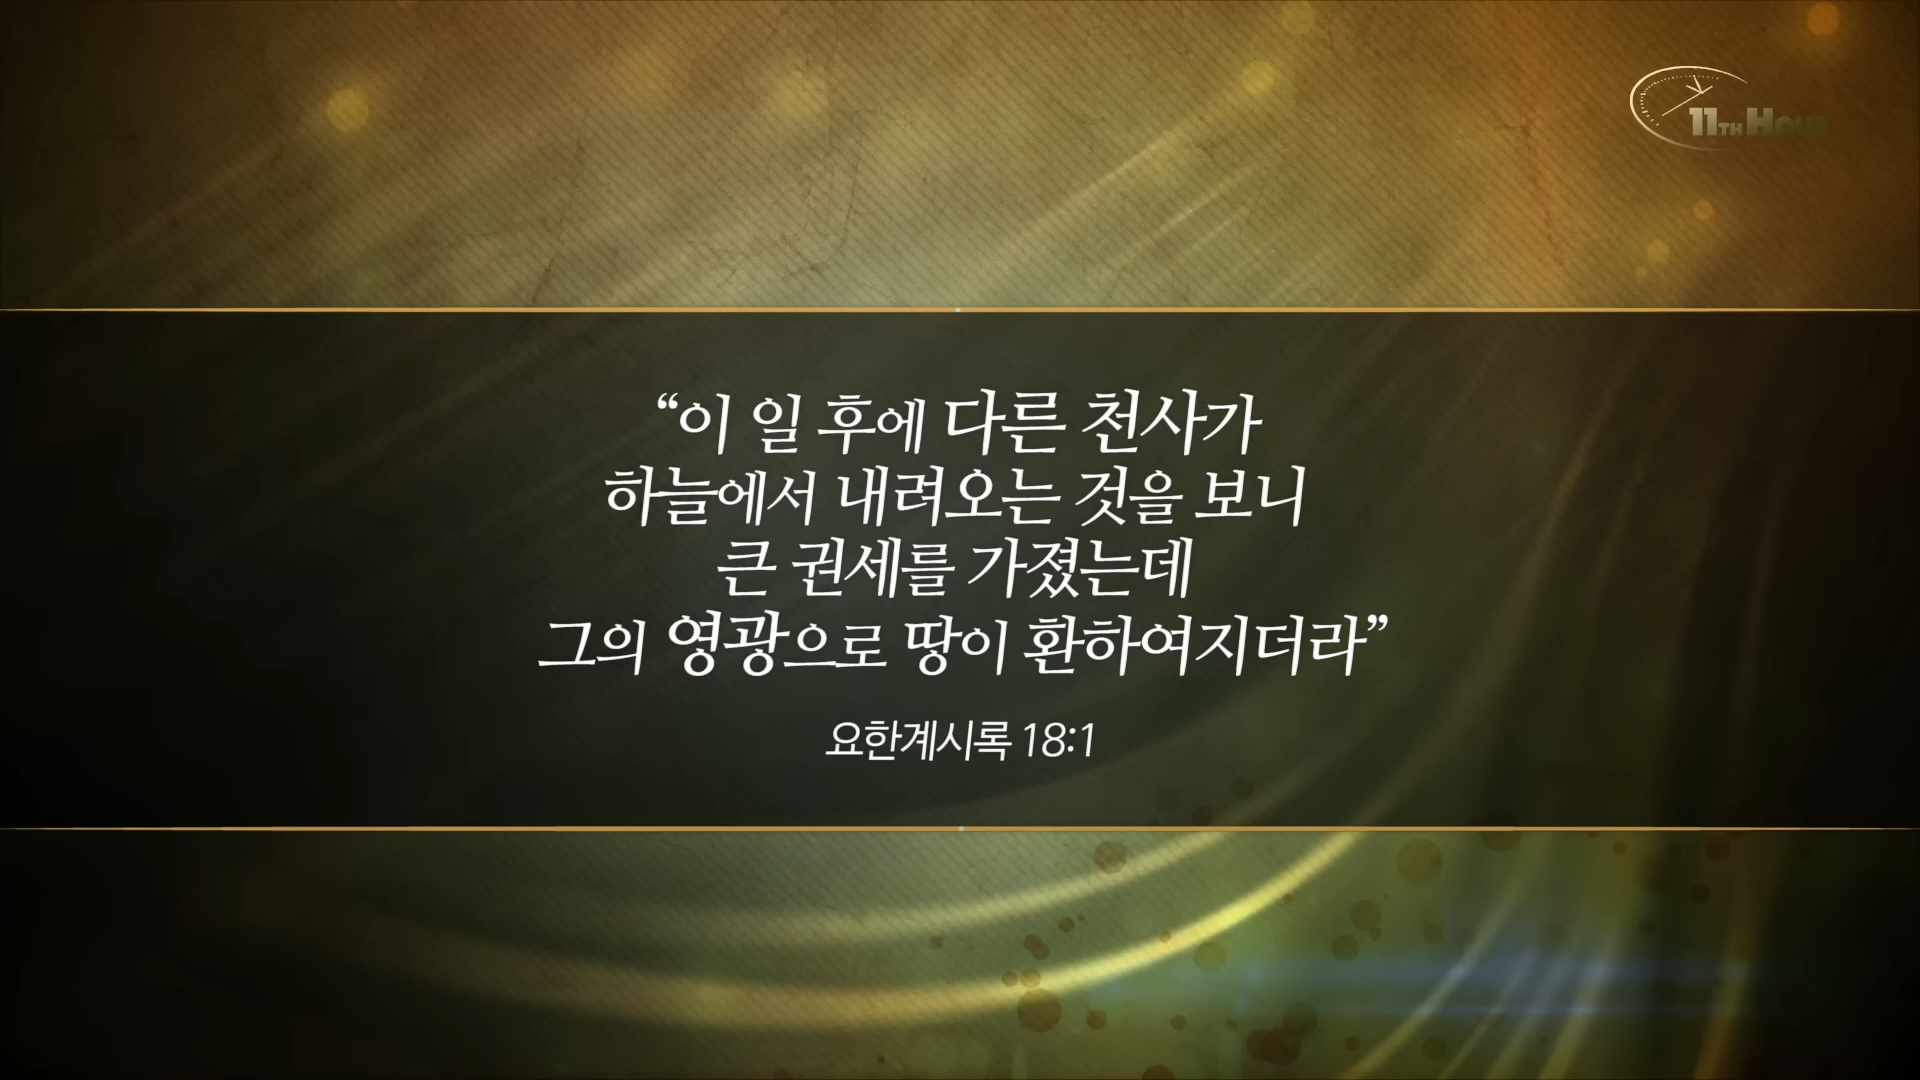 11TH HOUR
“이 일 후에 다른 천사가
하늘에서 내려오는 것을 보니
큰 권세를 가졌는데
그의 영광으로 땅이 환하여지더라”
요한계시록 18:1